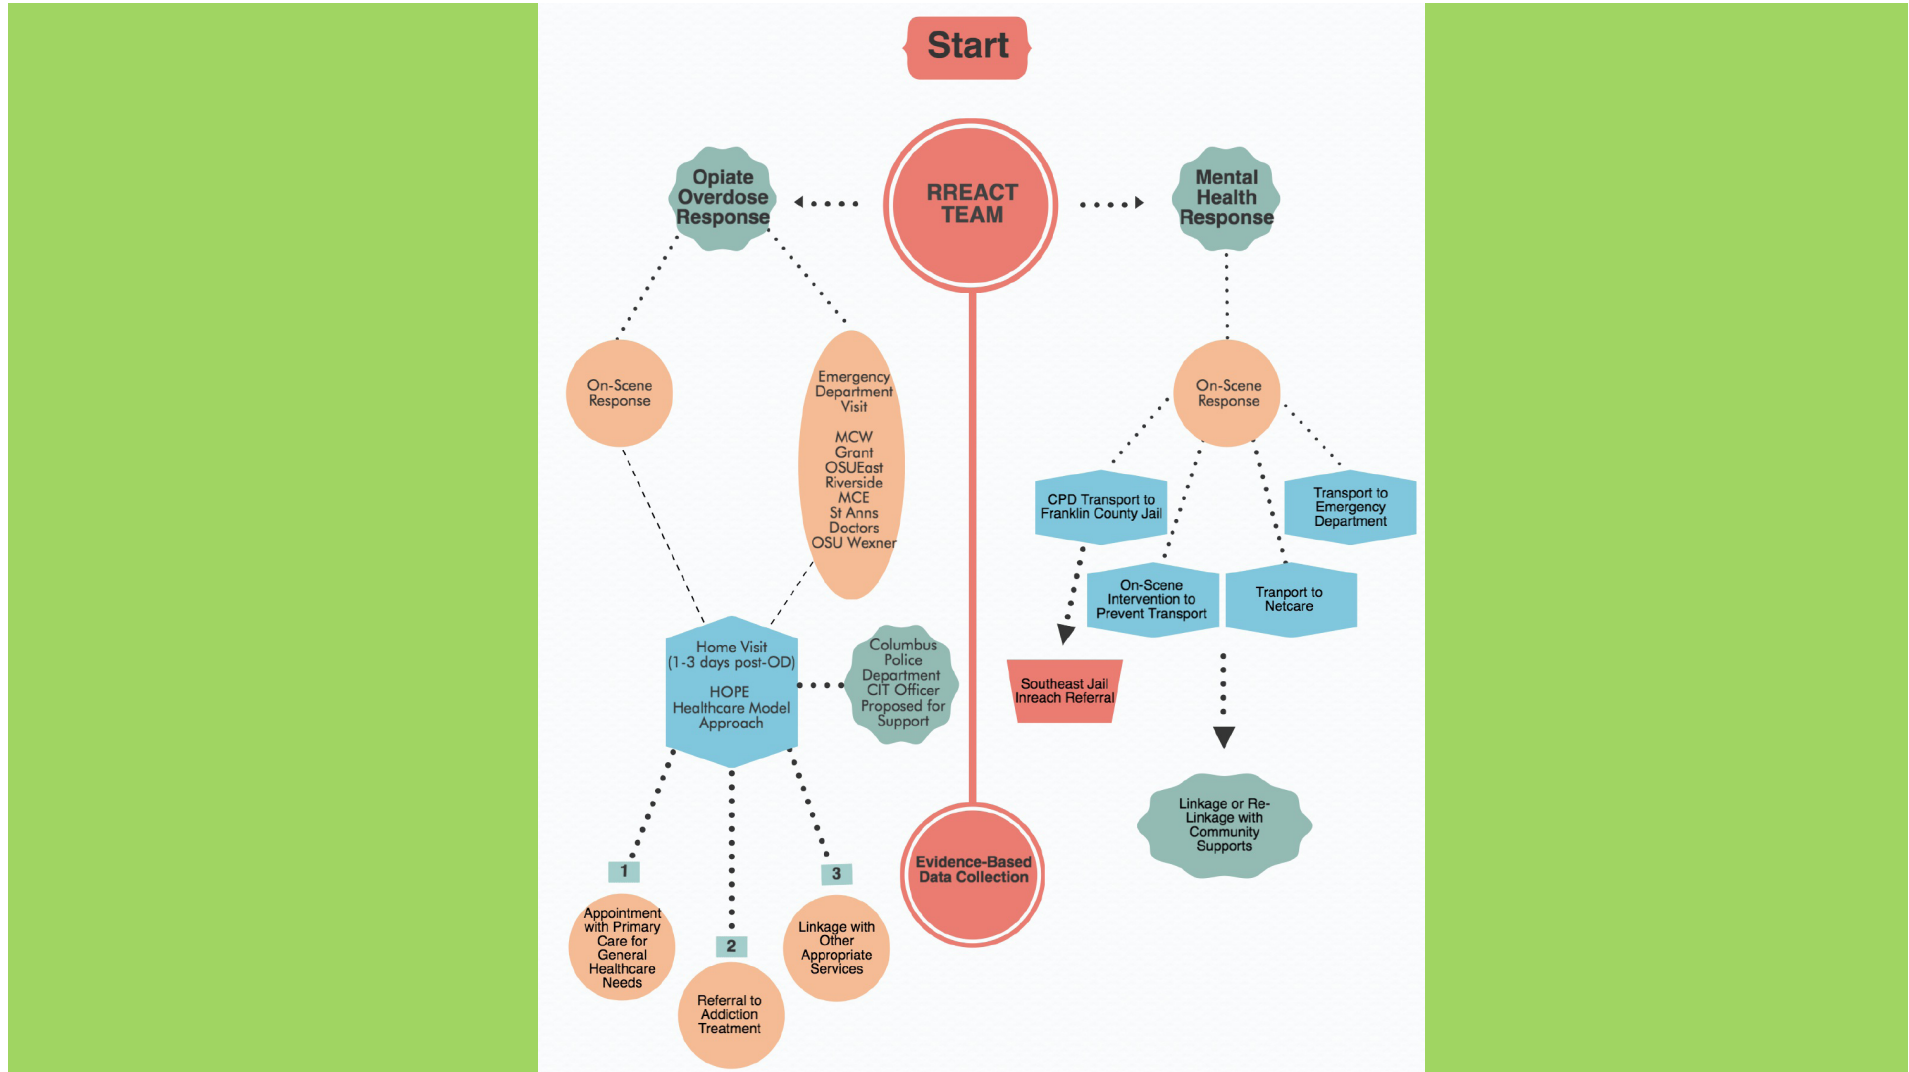 Start
RREACT
TEAM
Opiate
Overdose
Response
Mental
Health
Response
On-Scene
Response
Emergency
Department
Visit
MCW
Grant
OSUEast
Riverside
MCE
St Anns
Doctors
OSU Wexner
On-Scene
Response
CPD Transport to
Franklin County Jail
Transport to
Emergency
Department
On-Scene
Intervention to
Prevent Transport
Tranport to
Netcare
Home Visit
(1-3 days post-OD)
HOPE
Healthcare Model
Approach
Columbus
Police
Department
CIT Officer
Proposed for
Support
Southeast Jail
Inreach Referral
Linkage or Re-
Linkage with
Community
Supports
Evidence-Based
Data Collection
1
Appointment
with Primary
Care for
General
Healthcare
Needs
2
Referral to
Addiction
Treatment
3
Linkage with
Other
Appropriate
Services